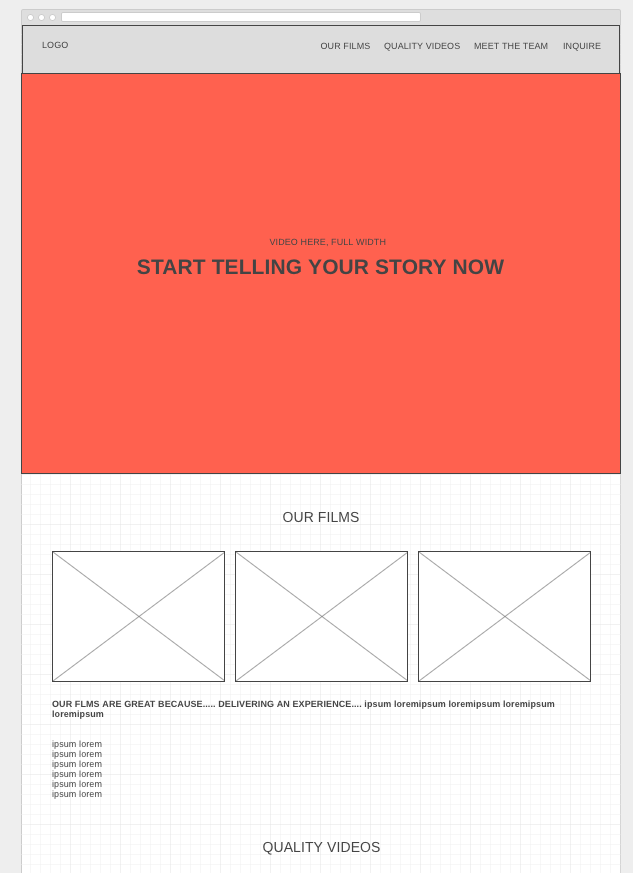 LOGO
OUR FILMS QUALITY VIDEOS MEET THE TEAM INQUIRE
VIDEO HERE, FULL WIDTH
START TELLING YOUR STORY NOW
OUR FILMS
OUR FLMS ARE GREAT BECAUSE..... DELIVERING AN EXPERIENCE.... ipsum loremipsum loremipsum loremipsum
loremipsum
ipsum lorem
ipsum lorem
ipsum lorem
ipsum lorem
ipsum lorem
ipsum lorem
QUALITY VIDEOS